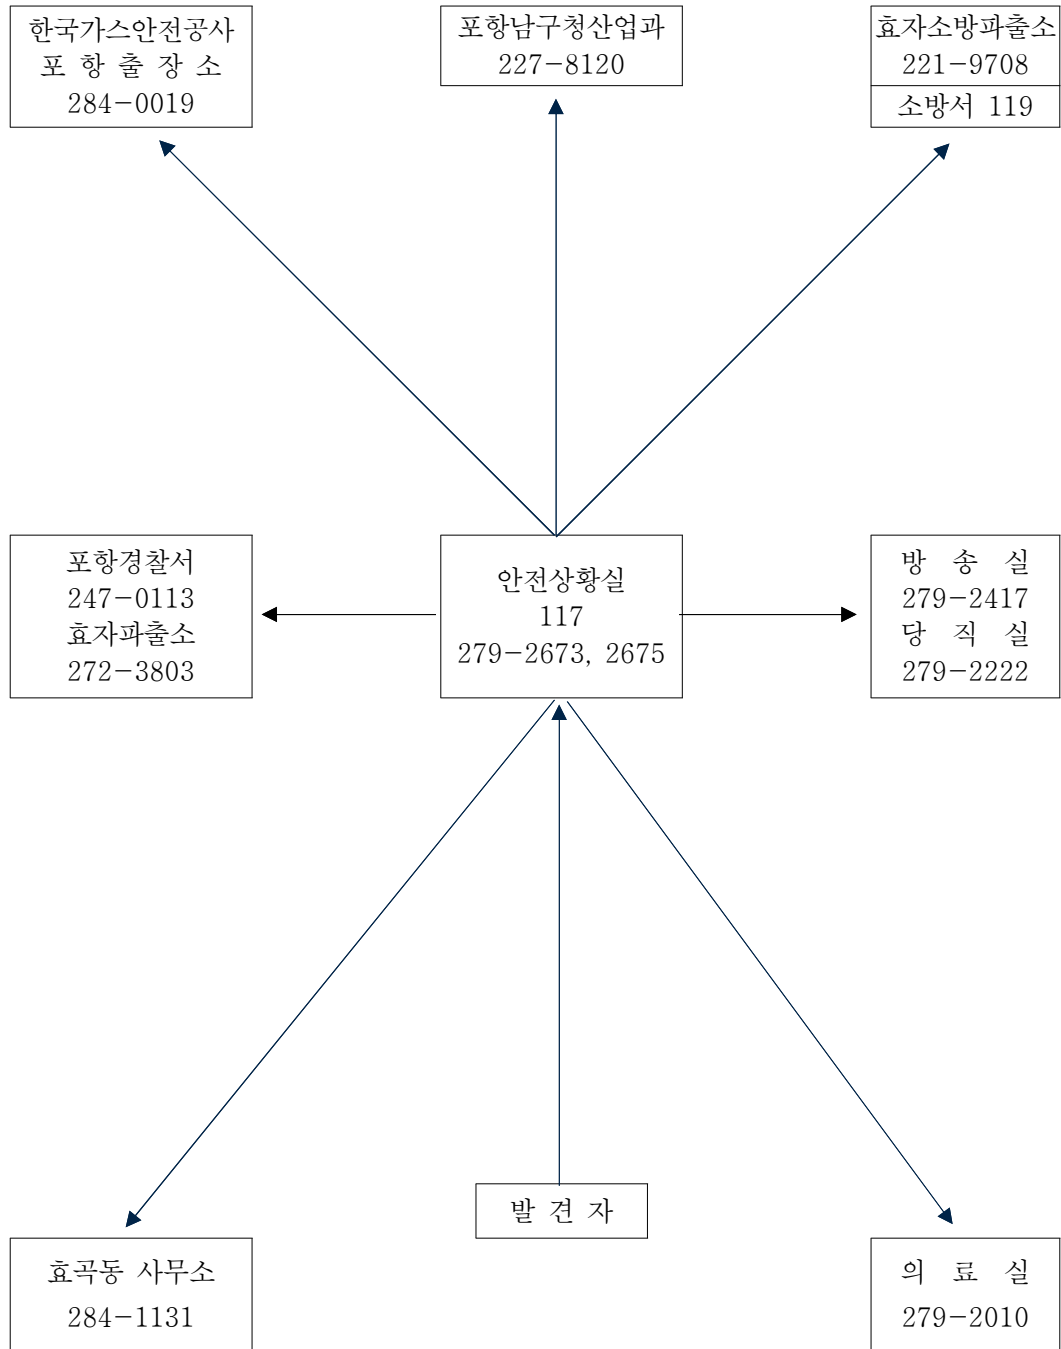 한국가스안전공사
포 항 출 장 소
284-0019
포항남구청산업과
227-8120
효자소방파출소
221-9708
소방서 119
포항경찰서
247-0113
효자파출소
272-3803
안전상황실
117
279-2673, 2675
방 송 실
279-2417
당 직 실
279-2222
발 견 자
효곡동 사무소
284-1131
의 료 실
279-2010